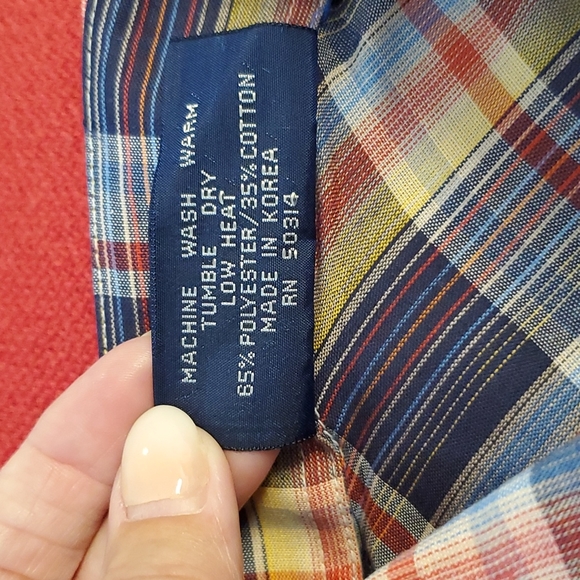 MACHINE WASH WARM
TUMBLE DRY
LOW HEAT
65% POLYESTER/35% COTTON
MADE IN KOREA
RN 50314